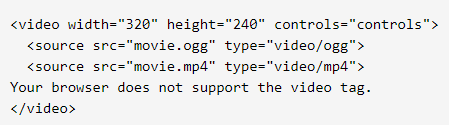 <video width="320" height="240" controls="controls">
  <source src="movie.ogg" type="video/ogg">
  <source src="movie.mp4" type="video/mp4">
Your browser does not support the video tag.
</video>